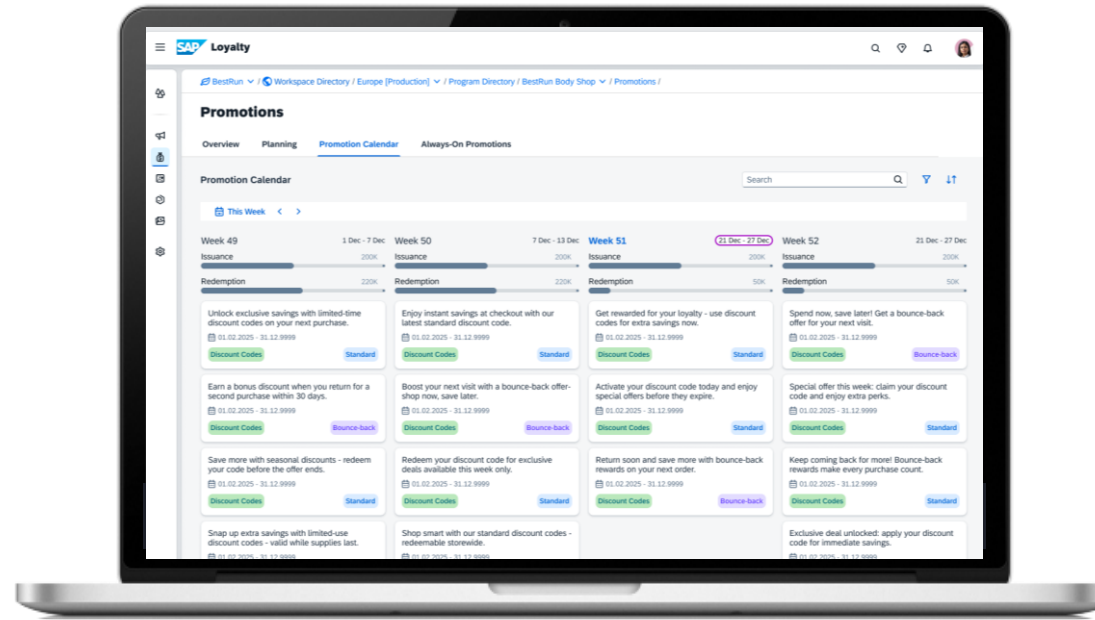 SAP Loyalty
BestRun / Workspace Directory / Europe [Production] / Program Directory / BestRun Body Shop / Promotions /
Promotions
Overview Planning Promotion Calendar Always-On Promotions
Promotion Calendar
Search
This Week
Week 49 1 Dec - 7 Dec
Issuance 200K
Redemption 220K
Unlock exclusive savings with limited-time
discount codes on your next purchase.
01.02.2025 - 31.12.9999
Discount Codes Standard
Earn a bonus discount when you return for a
second purchase within 30 days.
01.02.2025 - 31.12.9999
Discount Codes Bounce-back
Save more with seasonal discounts - redeem
your code before the offer ends.
01.02.2025 - 31.12.9999
Discount Codes Standard
Snap up extra savings with limited-use
discount codes - valid while supplies last.
01.02.2025 - 31.12.9999
Week 50 7 Dec - 13 Dec
Issuance 200K
Redemption 220K
Enjoy instant savings at checkout with our
latest standard discount code.
01.02.2025 - 31.12.9999
Discount Codes Standard
Boost your next visit with a bounce-back offer-
shop now, save later.
01.02.2025 - 31.12.9999
Discount Codes Bounce-back
Redeem your discount code for exclusive
deals available this week only.
01.02.2025 - 31.12.9999
Discount Codes Standard
Shop smart with our standard discount codes -
redeemable storewide.
01.02.2025 - 31.12.9999
Week 51 21 Dec - 27 Dec
Issuance 200K
Redemption 50K
Get rewarded for your loyalty - use discount
codes for extra savings now.
01.02.2025 - 31.12.9999
Discount Codes Standard
Activate your discount code today and enjoy
special offers before they expire.
01.02.2025 - 31.12.9999
Discount Codes Standard
Return soon and save more with bounce-back
rewards on your next order.
01.02.2025 - 31.12.9999
Discount Codes Bounce-back
Week 52 21 Dec - 27 Dec
Issuance 200K
Redemption 50K
Spend now, save later! Get a bounce-back
offer for your next visit.
01.02.2025 - 31.12.9999
Discount Codes Bounce-back
Special offer this week: claim your discount
code and enjoy extra perks.
01.02.2025 - 31.12.9999
Discount Codes Standard
Keep coming back for more! Bounce-back
rewards make every purchase count.
01.02.2025 - 31.12.9999
Discount Codes Standard
Exclusive deal unlocked: apply your discount
code for immediate savings.
01.02.2025 - 31.12.9999